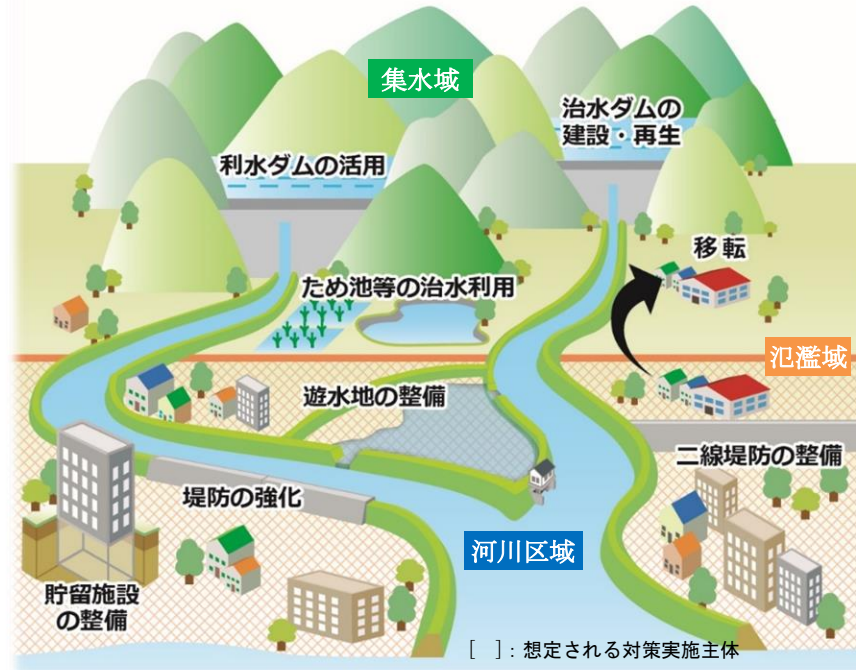 集水域
治水ダムの
建設・再生
利水ダムの活用
移転
ため池等の治水利用
氾濫域
遊水地の整備
二線堤防の整備
堤防の強化
河川区域
貯留施設
の整備
［　］：想定される対策実施主体